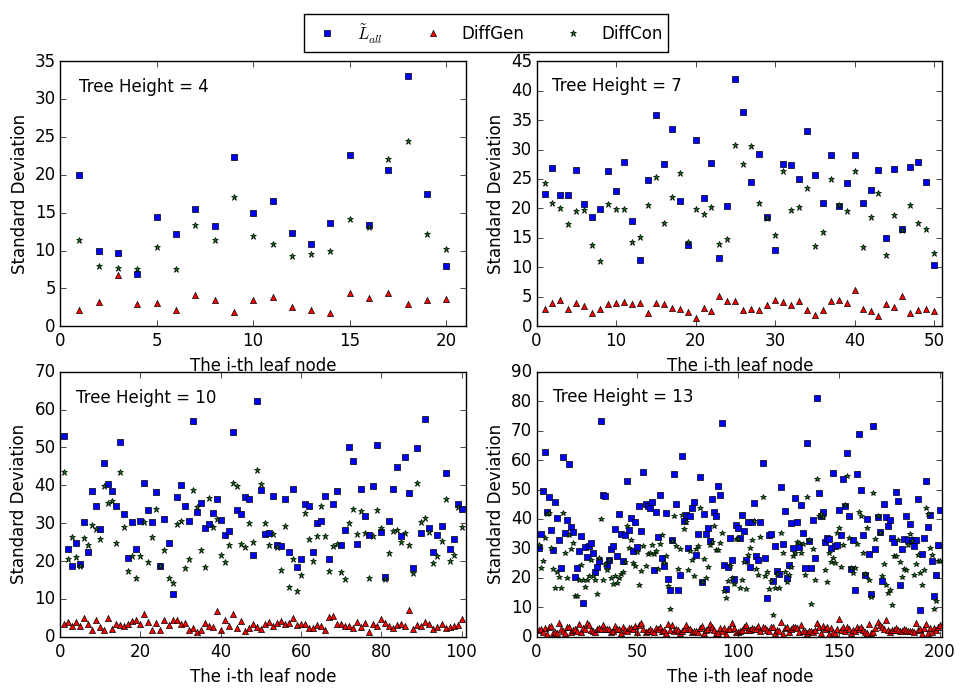 L̃all DiffGen DiffCon
Tree Height = 4
Standard Deviation
35
30
25
20
15
10
5
0
0 5 10 15 20
The i-th leaf node
Tree Height = 7
Standard Deviation
45
40
35
30
25
20
15
10
5
0
0 10 20 30 40 50
The i-th leaf node
Tree Height = 10
Standard Deviation
70
60
50
40
30
20
10
0
0 20 40 60 80 100
The i-th leaf node
Tree Height = 13
Standard Deviation
90
80
70
60
50
40
30
20
10
0
0 50 100 150 200
The i-th leaf node